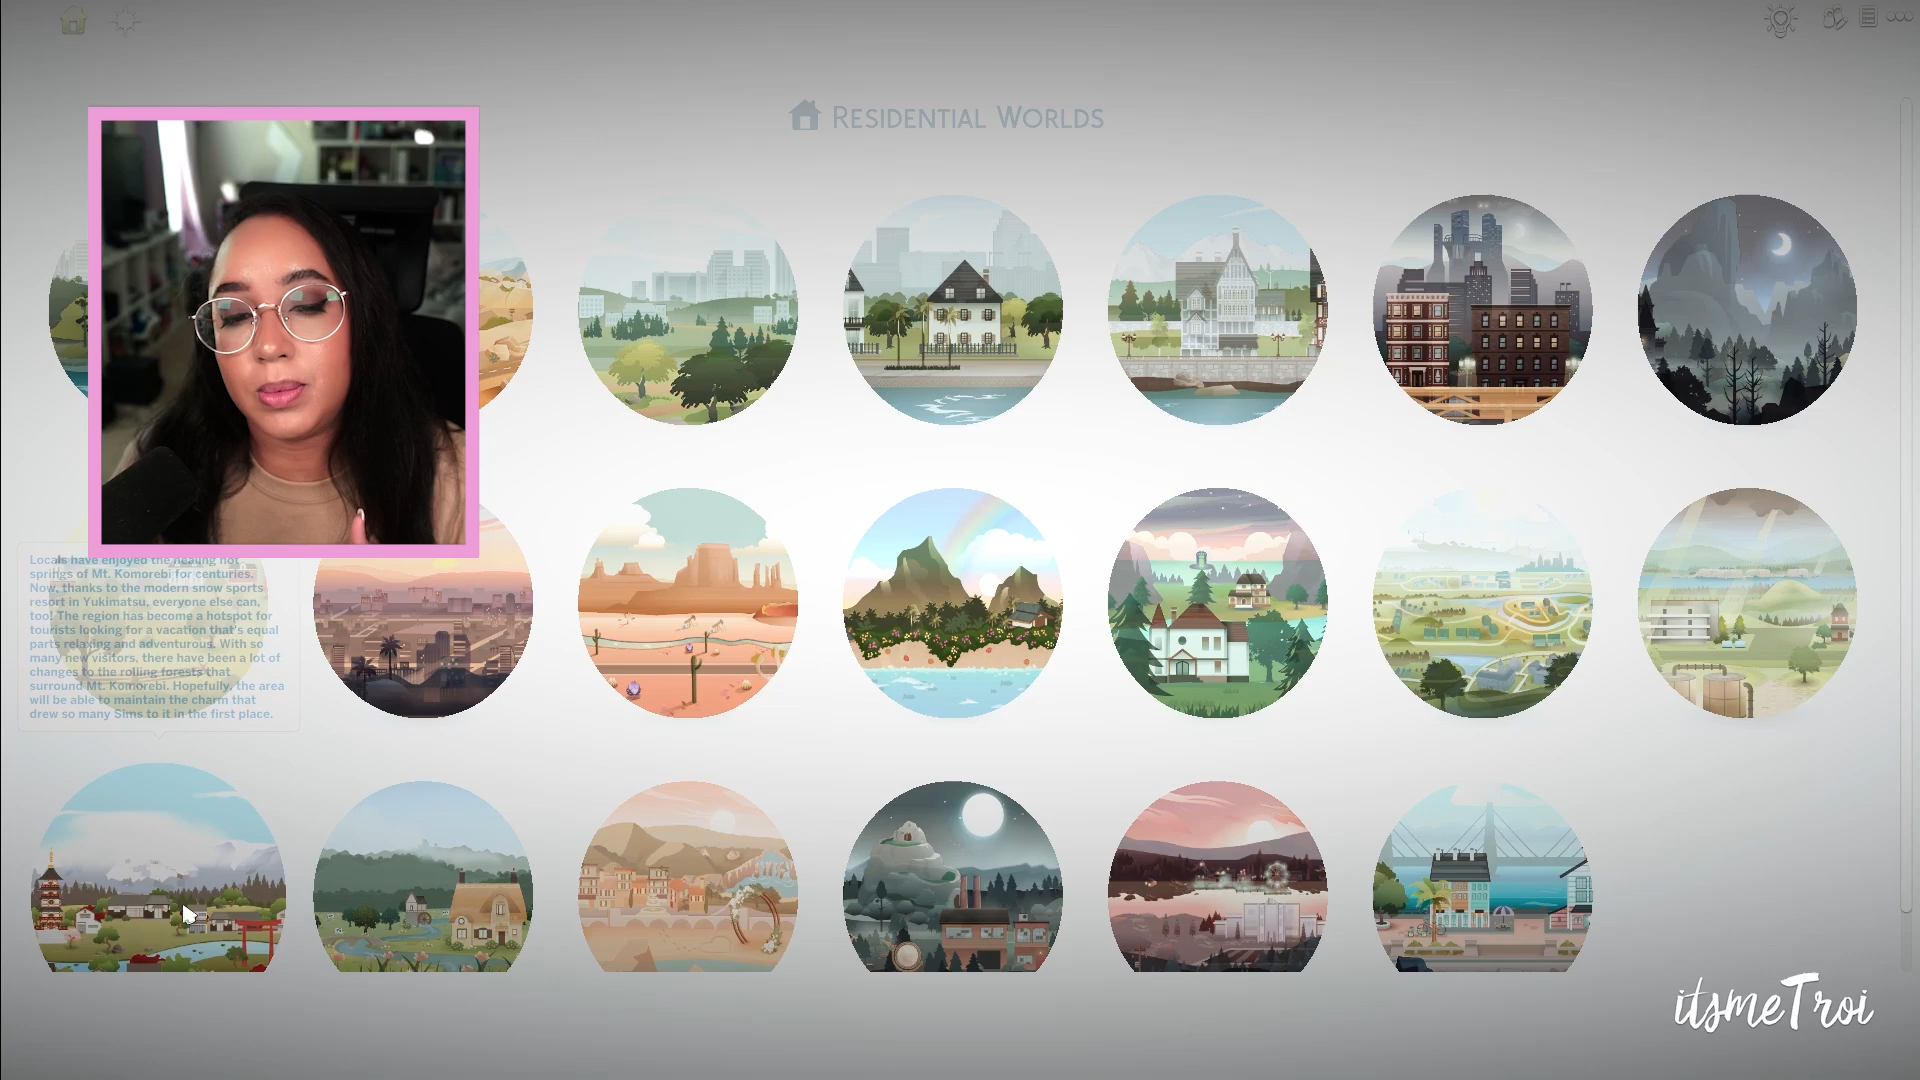 RESIDENTIAL WORLDS
Locals have enjoyed the healing hot
springs of Mt. Komorebi for centuries.
Now, thanks to the modern snow sports
resort in Yukimatsu, everyone else can,
too! The region has become a hotspot for
tourists looking for a vacation that's equal
parts relaxing and adventurous. With so
many new visitors, there have been a lot of
changes to the rolling forests that
surround Mt. Komorebi. Hopefully, the area
will be able to maintain the charm that
drew so many Sims to it in the first place.
itsmeTroi